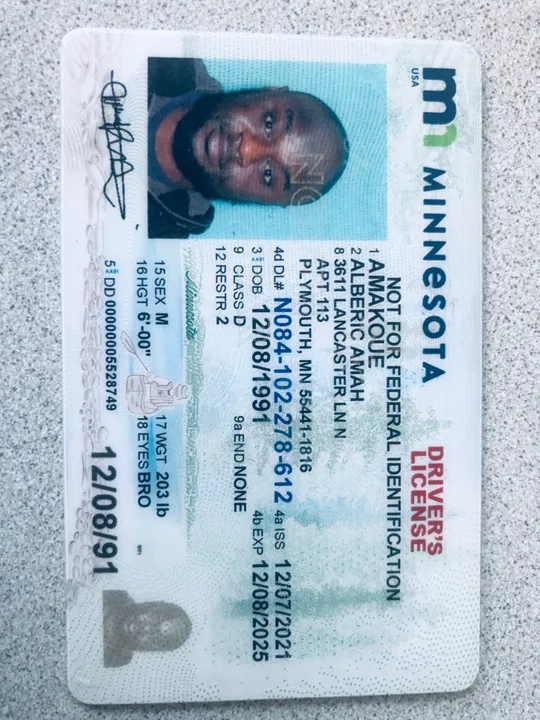 mn
USA
MINNESOTA
DRIVER'S
LICENSE
NOT FOR FEDERAL IDENTIFICATION
1 AMAKOUE
2 ALBERIC AMAH
8 3611 LANCASTER LN N
APT 113
PLYMOUTH, MN 55441-1816
4d DL# N084-102-278-612 4a ISS 12/07/2021
3 DOB 12/08/1991 4b EXP 12/08/2025
9 CLASS D 9a END NONE
12 RESTR 2
Minnesota
15 SEX M 17 WGT 203 lb
16 HGT 6'-00" 18 EYES BRO
5 DD 00000005528749
12/08/91